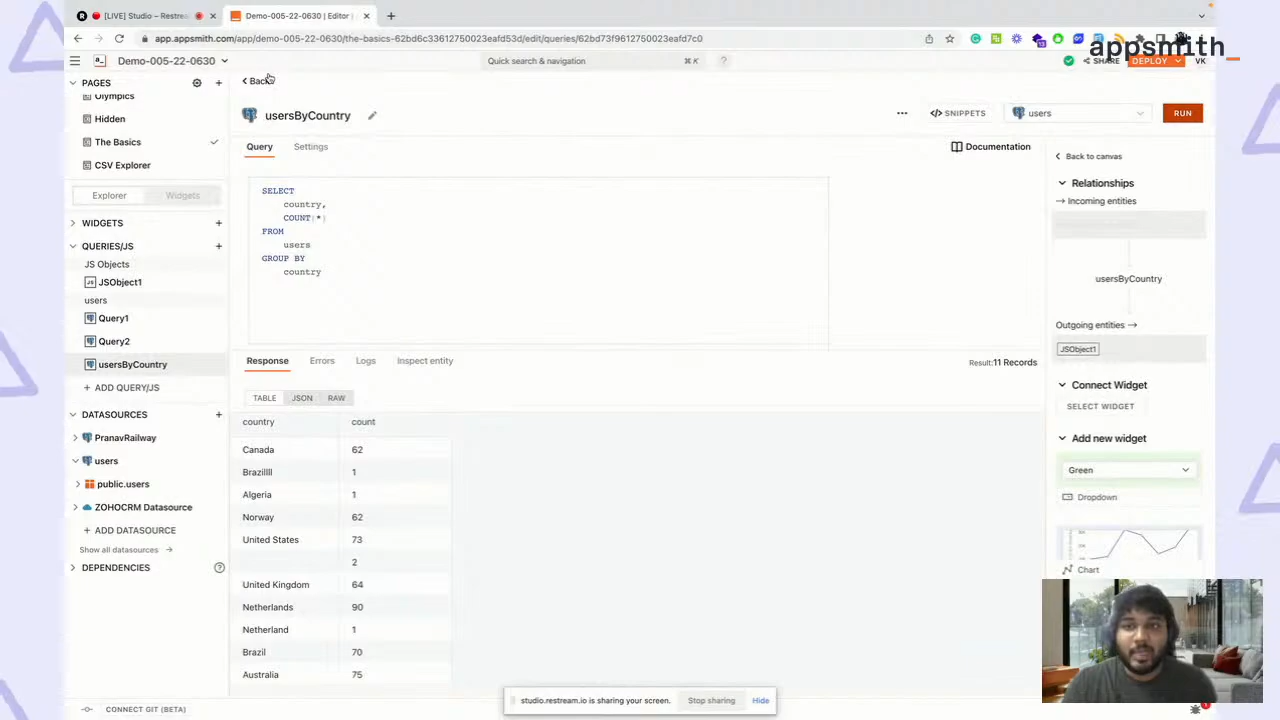 [LIVE] Studio – Restream
Demo-005-22-0630 | Editor |
app.appsmith.com/app/demo-005-22-0630/the-basics-62bd6c33612750023eafd53d/edit/queries/62bd73f9612750023eafd7c0
appsmith_
Demo-005-22-0630
Quick search & navigation
⌘ K
?
SHARE
DEPLOY
VK
PAGES
Olympics
Hidden
The Basics
CSV Explorer
Explorer
Widgets
WIDGETS
QUERIES/JS
JS Objects
JSObject1
users
Query1
Query2
usersByCountry
+ ADD QUERY/JS
DATASOURCES
PranavRailway
users
public.users
ZOHOCRM Datasource
+ ADD DATASOURCE
Show all datasources →
DEPENDENCIES
?
CONNECT GIT (BETA)
Back
usersByCountry
</> SNIPPETS
users
RUN
Query
Settings
Documentation
SELECT
country,
COUNT(*)
FROM
users
GROUP BY
country
Response
Errors
Logs
Inspect entity
Result: 11 Records
TABLE
JSON
RAW
country count
Canada 62
Brazillll 1
Algeria 1
Norway 62
United States 73
2
United Kingdom 64
Netherlands 90
Netherland 1
Brazil 70
Australia 75
Back to canvas
Relationships
→ Incoming entities
usersByCountry
Outgoing entities →
JSObject1
Connect Widget
SELECT WIDGET
Add new widget
Green
Dropdown
Chart
studio.restream.io is sharing your screen.
Stop sharing
Hide